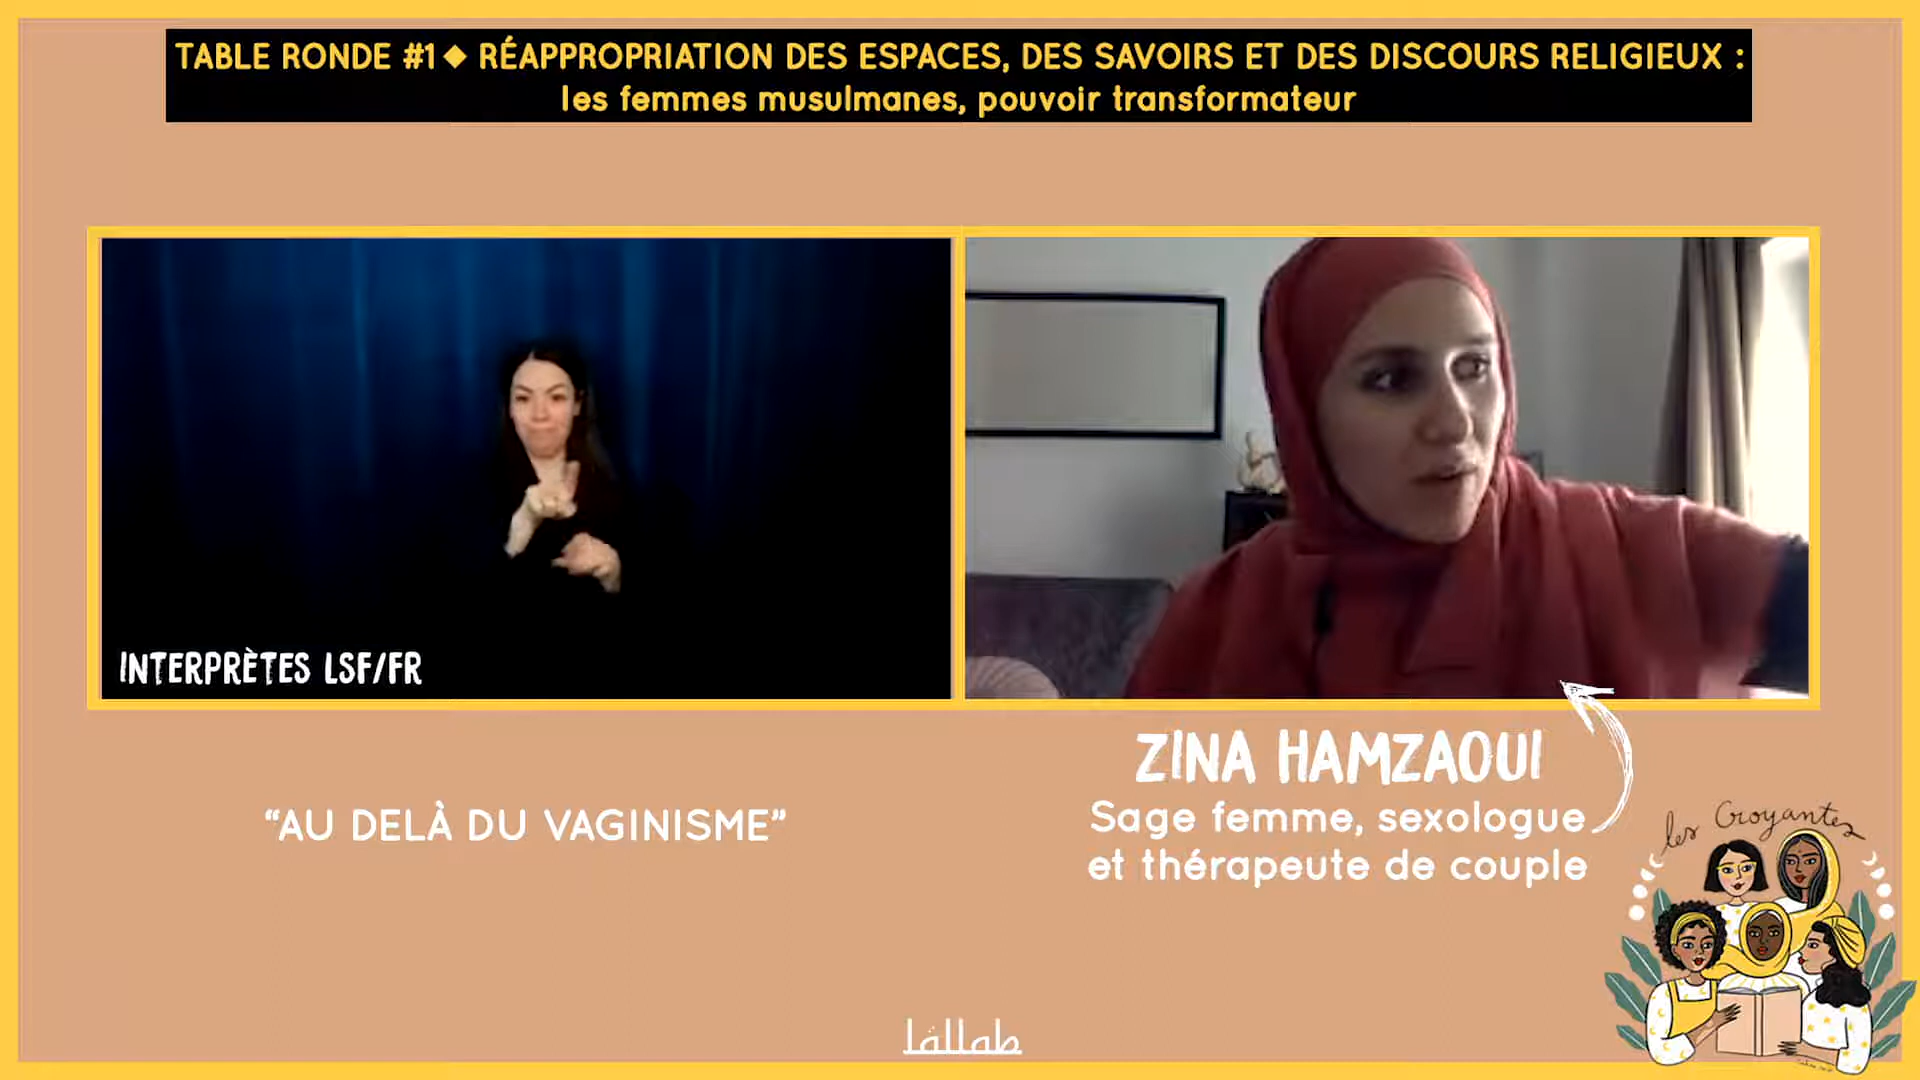 TABLE RONDE #1◆ RÉAPPROPRIATION DES ESPACES, DES SAVOIRS ET DES DISCOURS RELIGIEUX :
les femmes musulmanes, pouvoir transformateur
INTERPRÈTES LSF/FR
ZINA HAMZAOUI
Sage femme, sexologue
et thérapeute de couple
“AU DELÀ DU VAGINISME”
les Croyantes
lallab